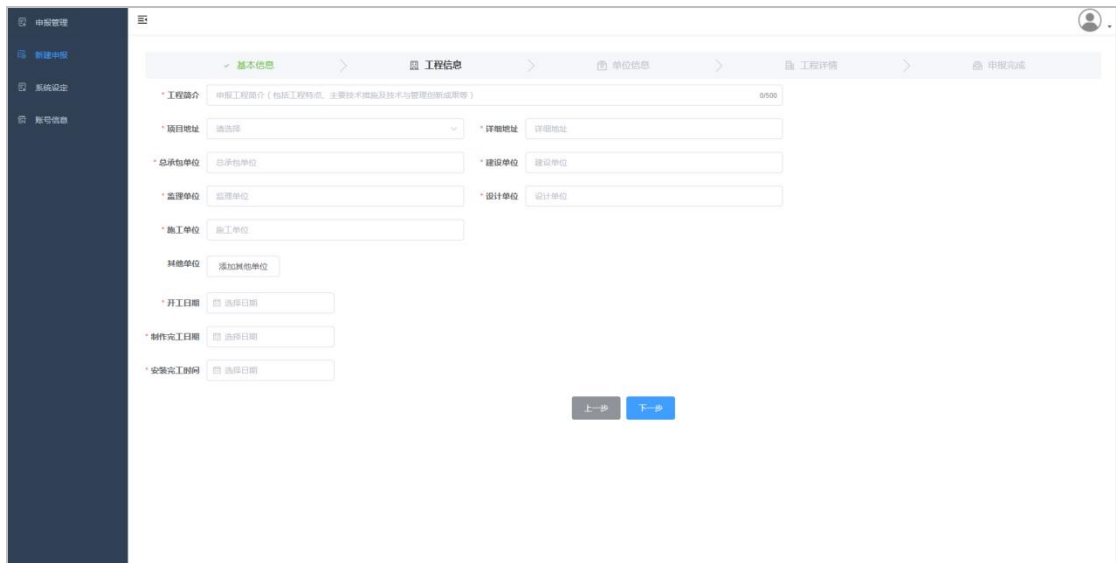 申报管理
新建申报
系统设定
账号信息
基本信息
工程信息
单位信息
工程详情
申报完成
* 工程简介 申报工程简介（包括工程特点、主要技术措施及技术与管理创新成果等） 0/500
* 项目地址 请选择 * 详细地址 详细地址
* 总承包单位 总承包单位 * 建设单位 建设单位
* 监理单位 监理单位 * 设计单位 设计单位
* 施工单位 施工单位
其他单位 添加其他单位
* 开工日期 选择日期
* 制作完工日期 选择日期
* 安装完工时间 选择日期
上一步 下一步